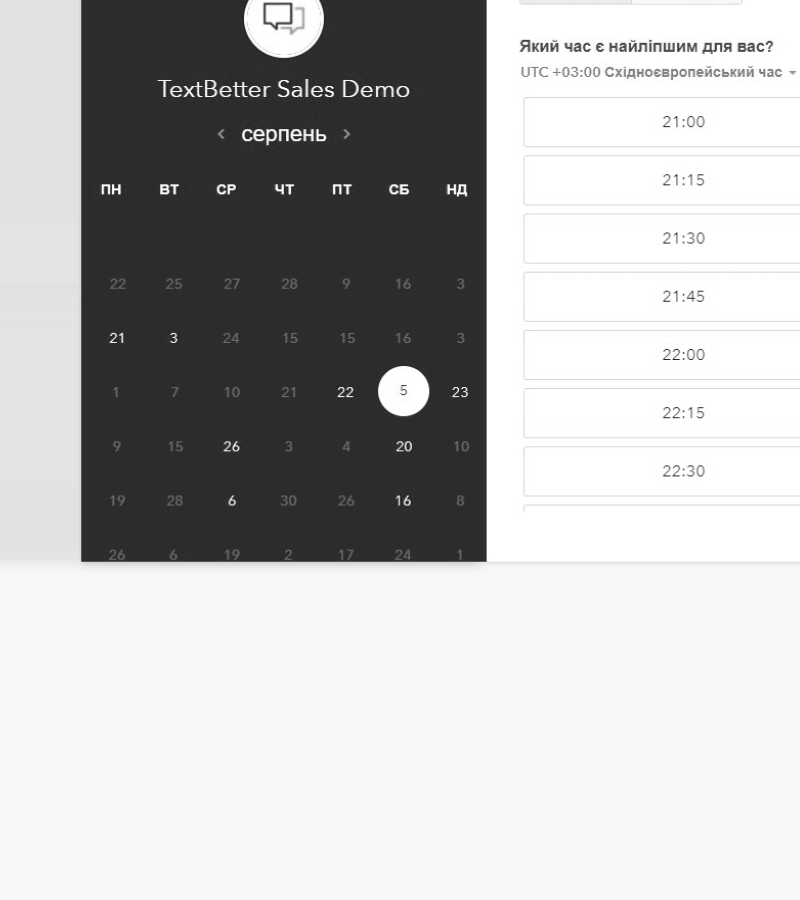 TextBetter Sales Demo
< серпень >
ПН ВТ СР ЧТ ПТ СБ НД
22 25 27 28 9 16 3
21 3 24 15 15 16 3
1 7 10 21 22 5 23
9 15 26 3 4 20 10
19 28 6 30 26 16 8
26 6 19 2 17 24 1
Який час є найліпшим для вас?
UTC +03:00 Східноєвропейський час
21:00
21:15
21:30
21:45
22:00
22:15
22:30